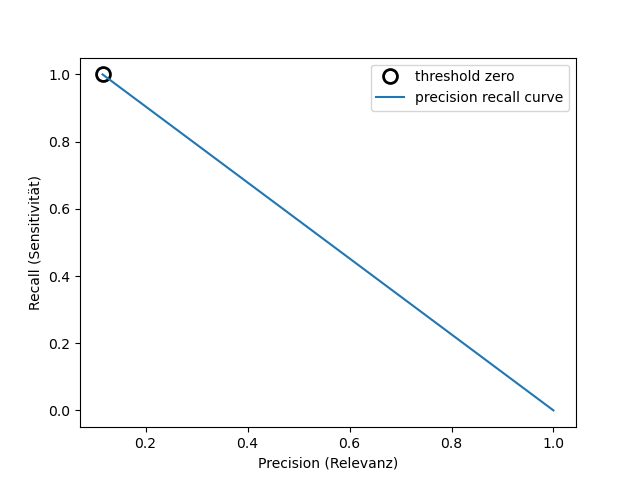 threshold zero
precision recall curve
1.0
0.8
0.6
0.4
0.2
0.0
Recall (Sensitivität)
0.2 0.4 0.6 0.8 1.0
Precision (Relevanz)